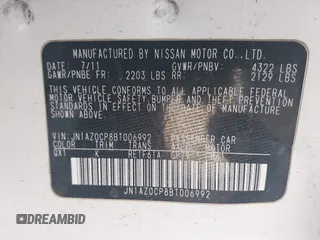 MANUFACTURED BY NISSAN MOTOR CO., LTD.
DATE: 7/11 GVWR/PNBV: 4322 LBS
GAWR/PNBE FR: 2203 LBS RR: 2129 LBS
THIS VEHICLE CONFORMS TO ALL APPLICABLE FEDERAL
MOTOR VEHICLE SAFETY, BUMPER AND THEFT PREVENTION
STANDARDS IN EFFECT ON THE DATE OF MANUFACTURE
SHOWN ABOVE.
JN1AZ0CP8BT006992 PASSENGER CAR
COLOR TRIM TRANS MOTOR
QX1 K RE1F61A
JN1AZ0CP8BT006992
DREAMBID